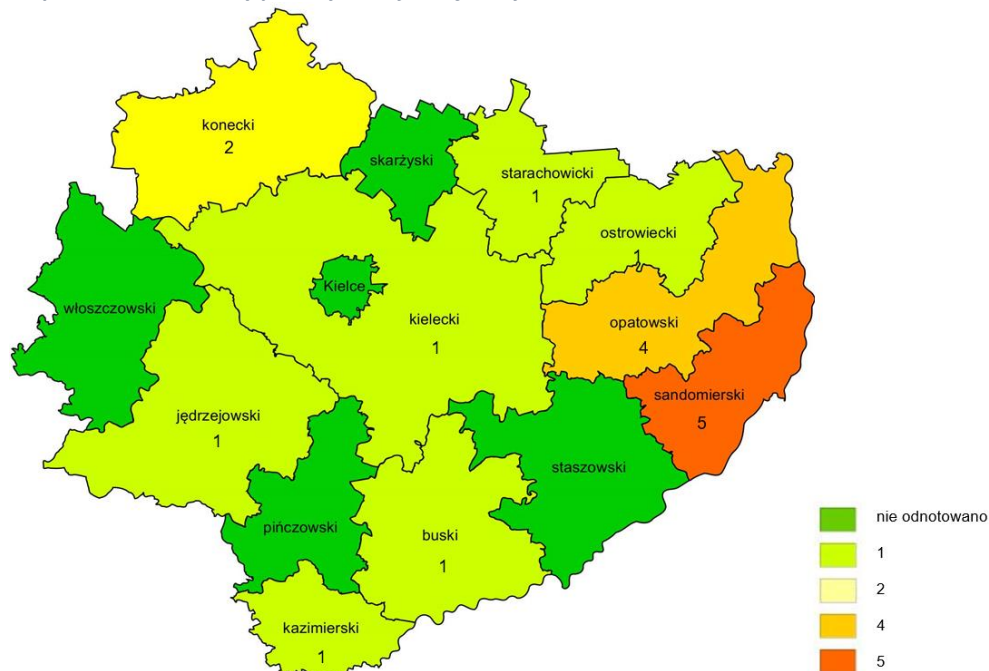 konecki
2
skarżyski
starachowicki
1
ostrowiecki
1
włoszczowski
Kielce
kielecki
1
opatowski
4
sandomierski
5
jędrzejowski
1
staszowski
pińczowski
buski
1
kazimierski
1
nie odnotowano
1
2
4
5